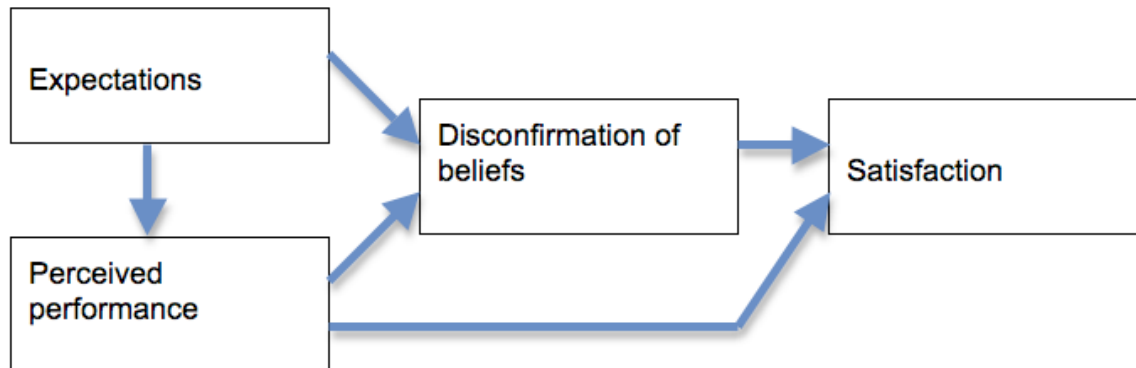 Expectations
Disconfirmation of
beliefs
Satisfaction
Perceived
performance